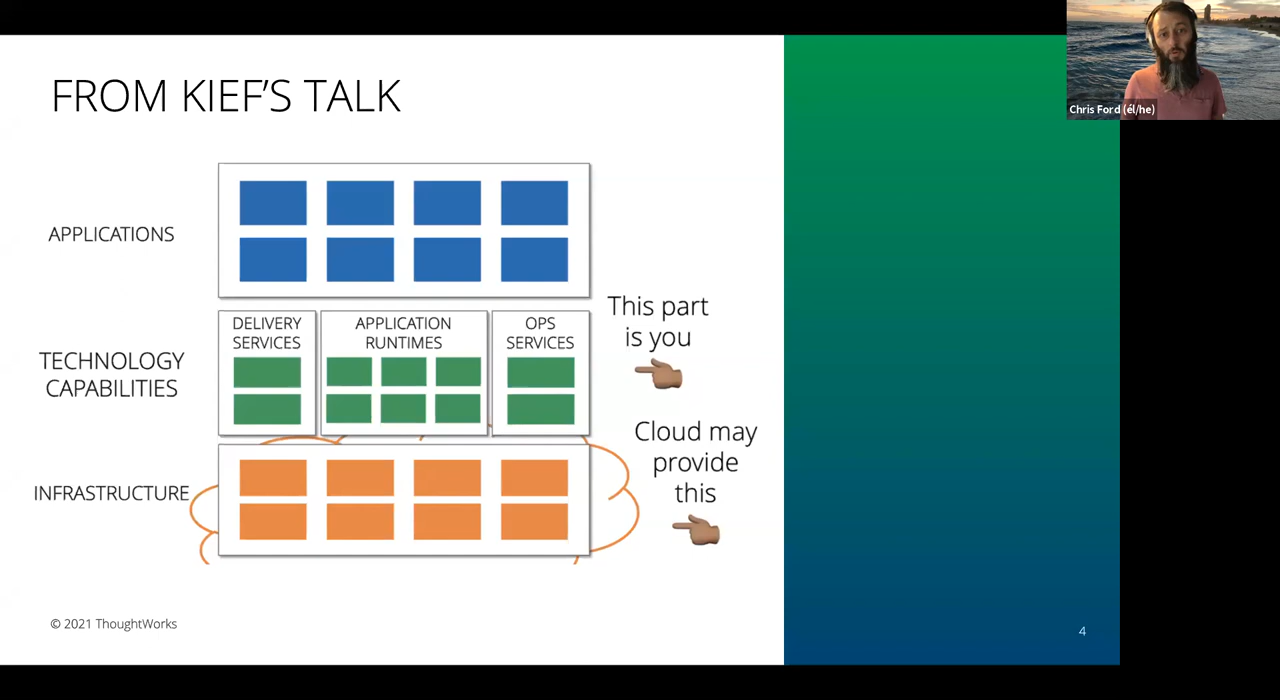 FROM KIEF'S TALK
Chris Ford (él/he)
APPLICATIONS
This part
is you
TECHNOLOGY
CAPABILITIES
DELIVERY
SERVICES
APPLICATION
RUNTIMES
OPS
SERVICES
Cloud may
provide
this
INFRASTRUCTURE
© 2021 ThoughtWorks
4